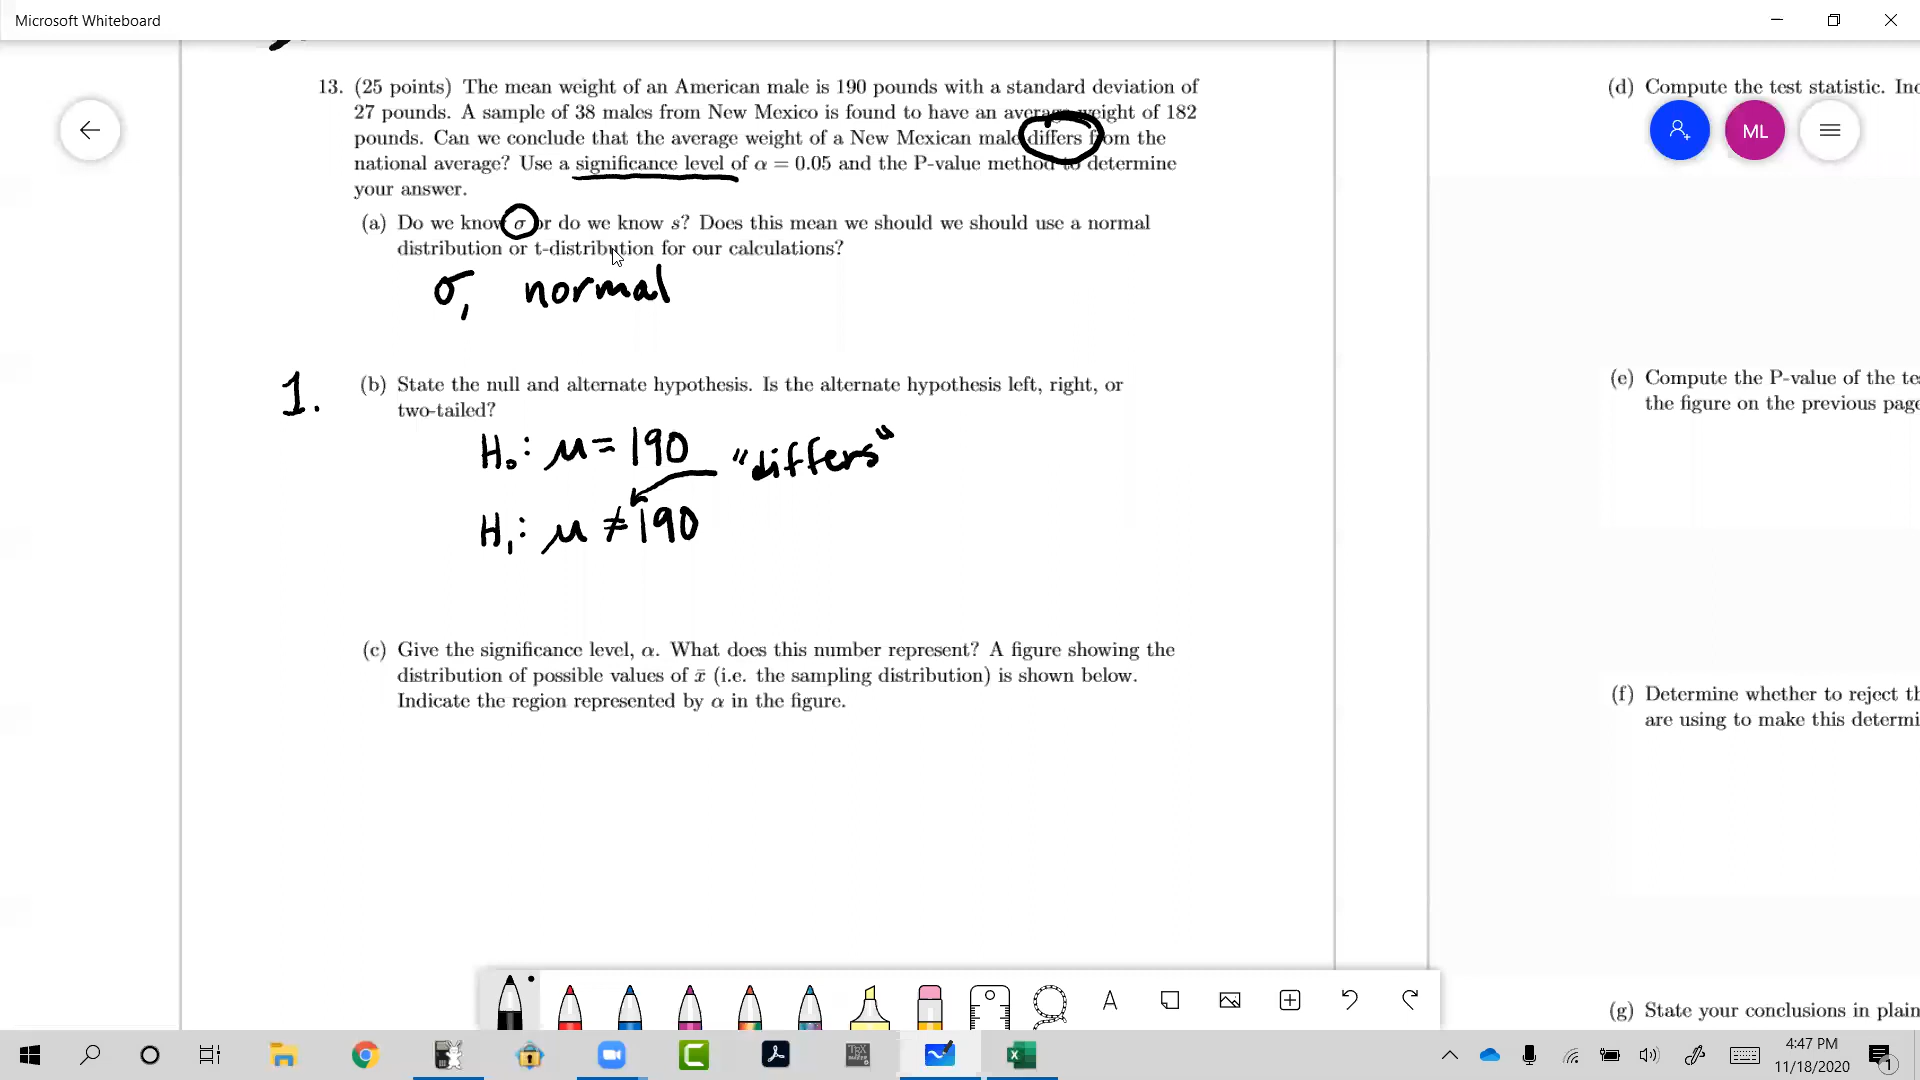 Microsoft Whiteboard
13. (25 points) The mean weight of an American male is 190 pounds with a standard deviation of
27 pounds. A sample of 38 males from New Mexico is found to have an average weight of 182
pounds. Can we conclude that the average weight of a New Mexican male differs from the
national average? Use a significance level of α = 0.05 and the P-value method to determine
your answer.
(a) Do we know σ or do we know s? Does this mean we should we should use a normal
distribution or t-distribution for our calculations?
σ, normal
1.
(b) State the null and alternate hypothesis. Is the alternate hypothesis left, right, or
two-tailed?
H₀: μ = 190
"differs"
H₁: μ ≠ 190
(c) Give the significance level, α. What does this number represent? A figure showing the
distribution of possible values of x̄ (i.e. the sampling distribution) is shown below.
Indicate the region represented by α in the figure.
(d) Compute the test statistic.
ML
(e) Compute the P-value of the
the figure on the previous page
(f) Determine whether to reject
are using to make this
(g) State your conclusions in plain
4:47 PM
11/18/2020
1